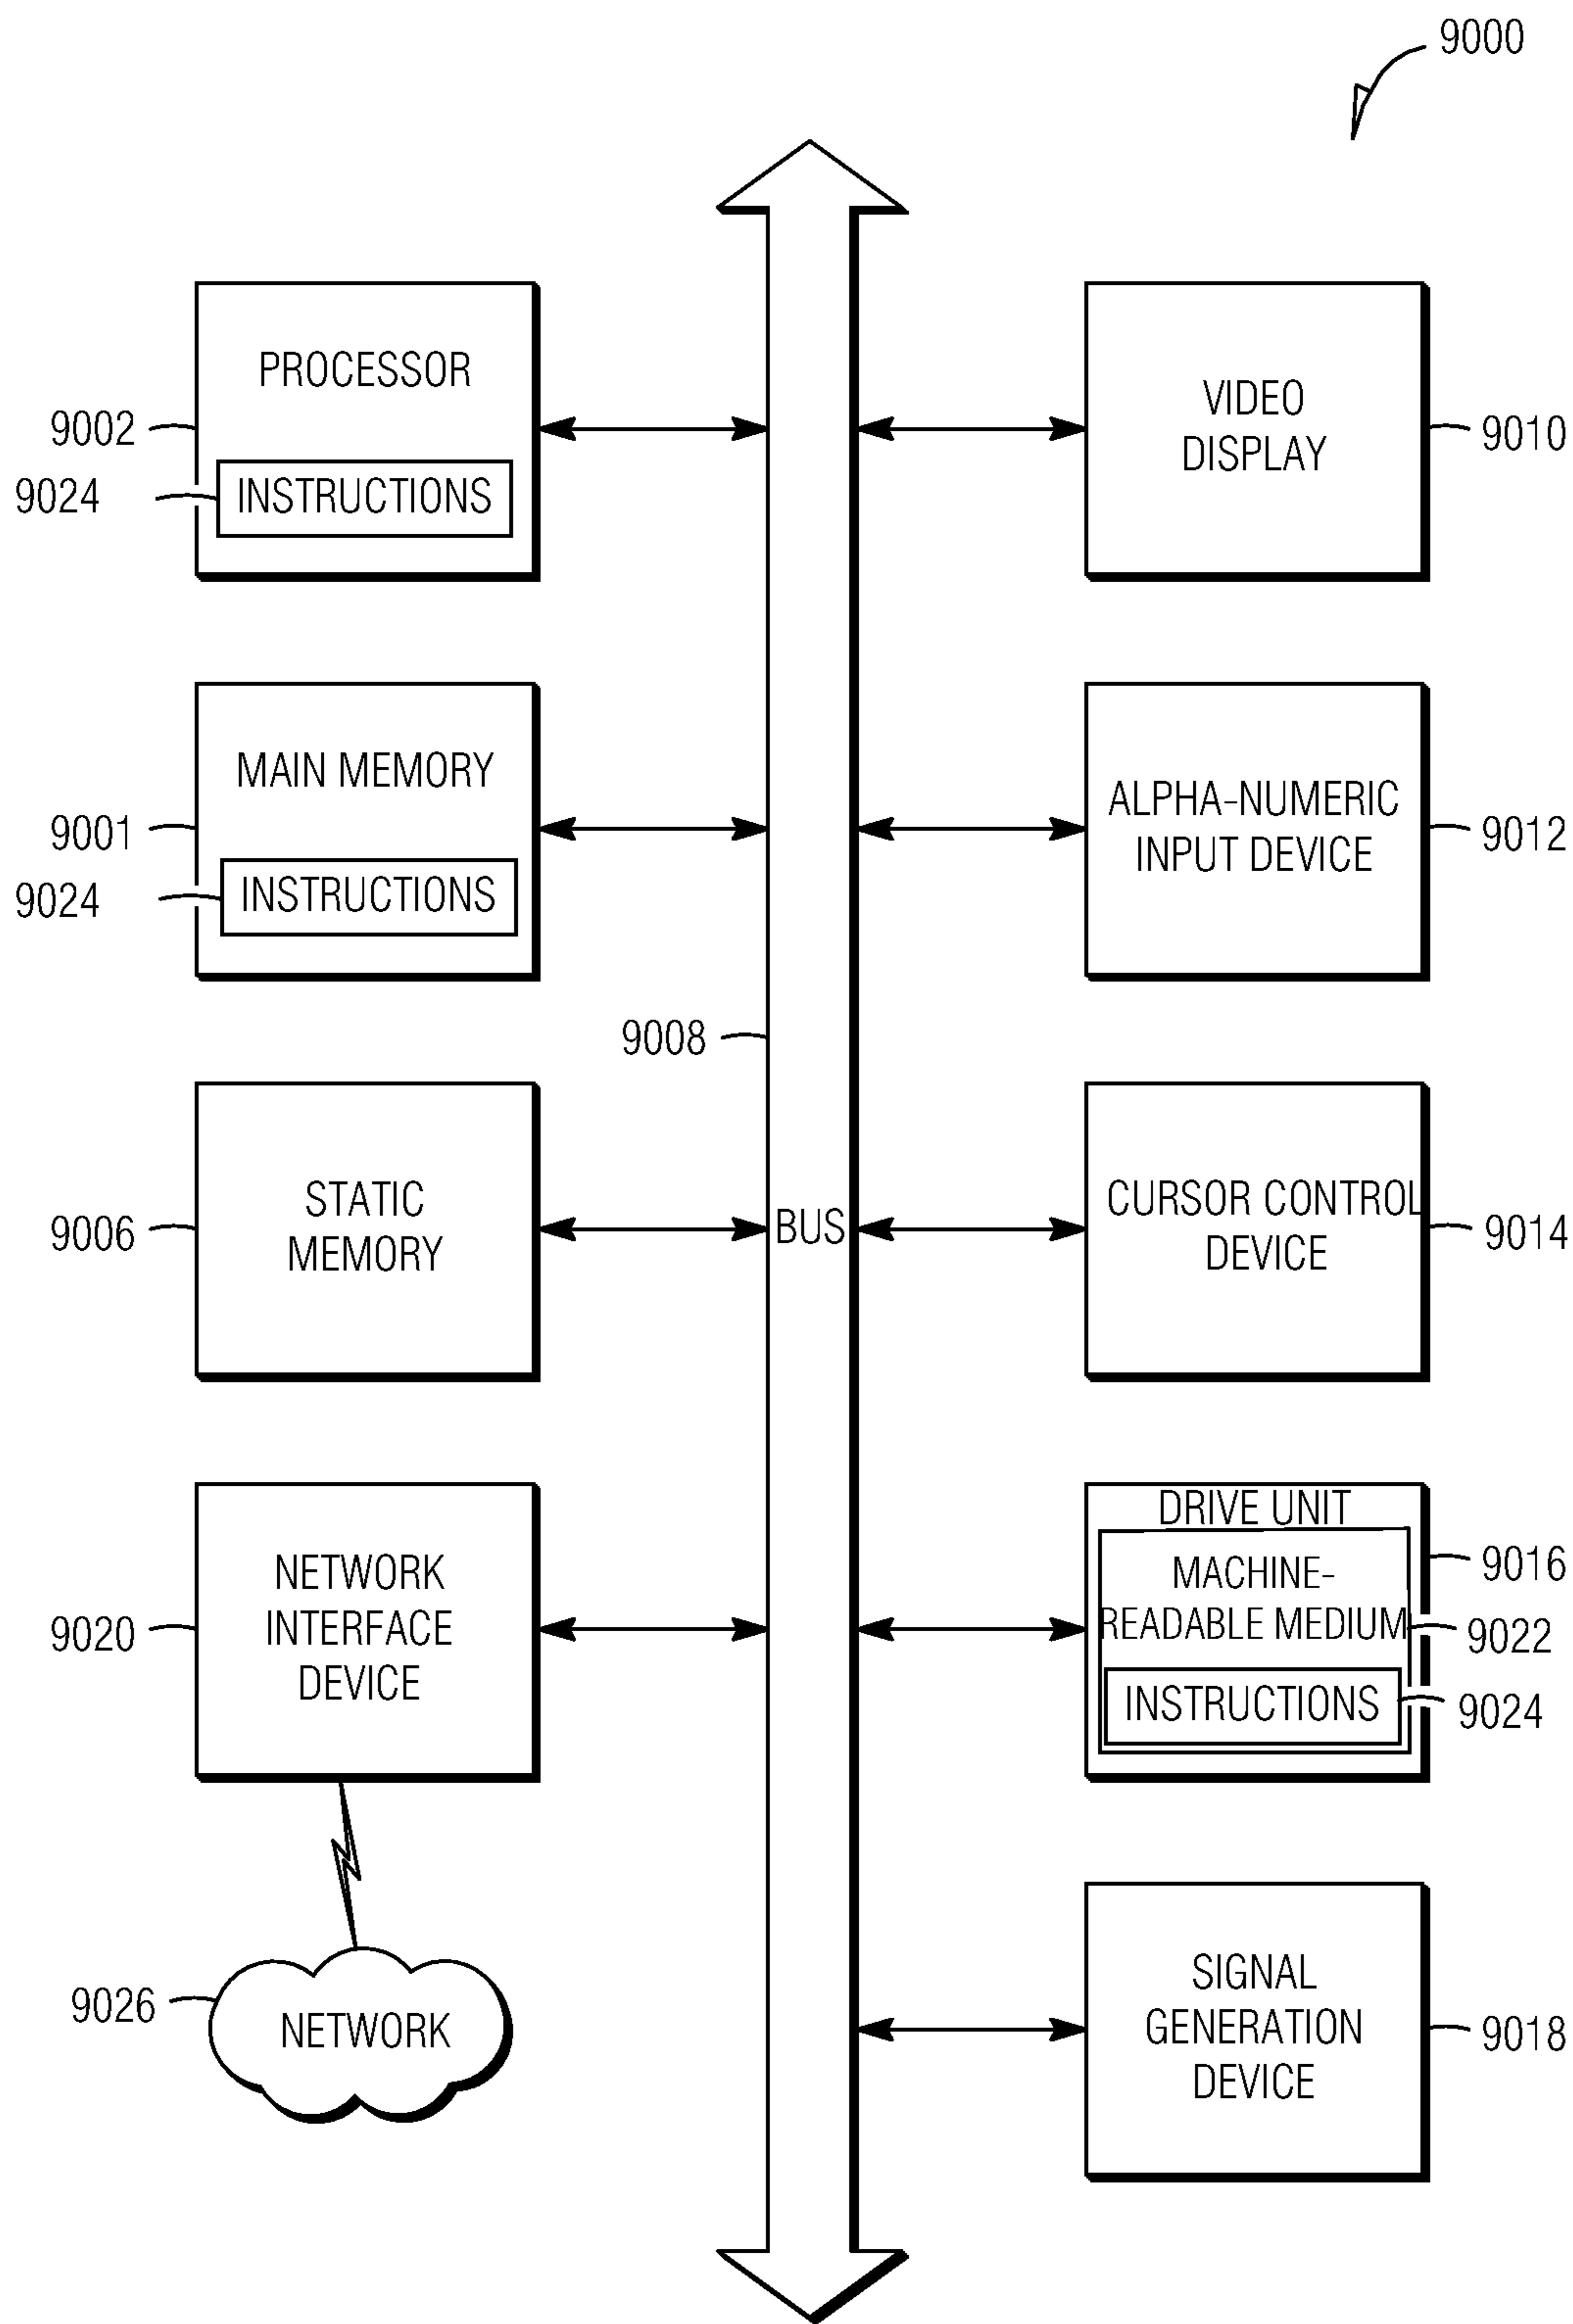 9000
PROCESSOR
9002
9024
INSTRUCTIONS
VIDEO
DISPLAY
9010
MAIN MEMORY
9001
9024
INSTRUCTIONS
ALPHA-NUMERIC
INPUT DEVICE
9012
9008
STATIC
MEMORY
9006
BUS
CURSOR CONTROL
DEVICE
9014
NETWORK
INTERFACE
DEVICE
9020
DRIVE UNIT
9016
MACHINE-
READABLE MEDIUM
9022
INSTRUCTIONS
9024
9026
NETWORK
SIGNAL
GENERATION
DEVICE
9018